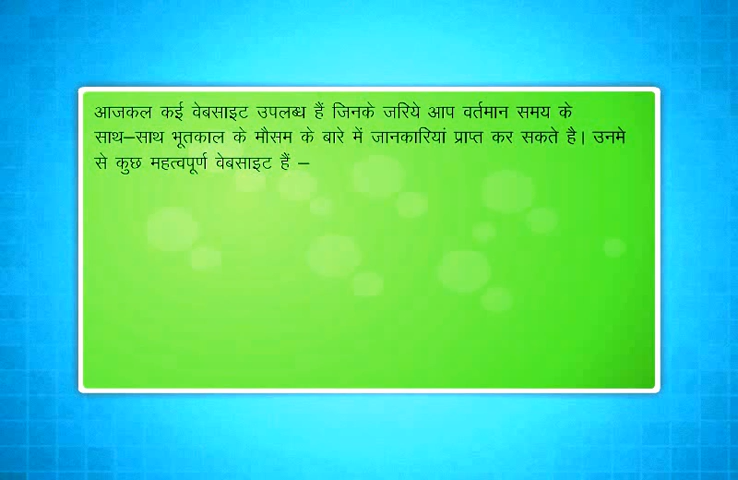 आजकल कई वेबसाइट उपलब्ध हैं जिनके जरिये आप वर्तमान समय के
साथ–साथ भूतकाल के मौसम के बारे में जानकारियां प्राप्त कर सकते है। उनमे
से कुछ महत्वपूर्ण वेबसाइट हैं –